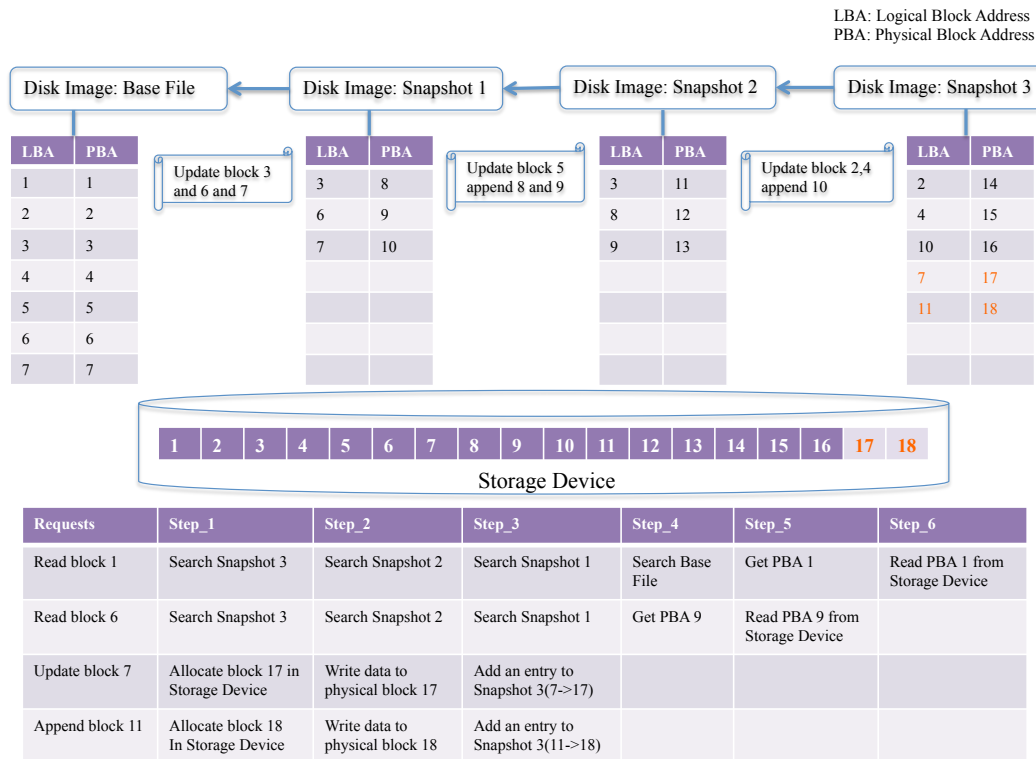 LBA: Logical Block Address
PBA: Physical Block Address
Disk Image: Base File
Disk Image: Snapshot 1
Disk Image: Snapshot 2
Disk Image: Snapshot 3
LBA PBA
1 1
2 2
3 3
4 4
5 5
6 6
7 7
Update block 3
and 6 and 7
LBA PBA
3 8
6 9
7 10
Update block 5
append 8 and 9
LBA PBA
3 11
8 12
9 13
Update block 2,4
append 10
LBA PBA
2 14
4 15
10 16
7 17
11 18
1 2 3 4 5 6 7 8 9 10 11 12 13 14 15 16 17 18
Storage Device
Requests Step_1 Step_2 Step_3 Step_4 Step_5 Step_6
Read block 1 Search Snapshot 3 Search Snapshot 2 Search Snapshot 1 Search Base Get PBA 1 Read PBA 1 from
File Storage Device
Read block 6 Search Snapshot 3 Search Snapshot 2 Search Snapshot 1 Get PBA 9 Read PBA 9 from
Storage Device
Update block 7 Allocate block 17 in Write data to Add an entry to
Storage Device physical block 17 Snapshot 3(7->17)
Append block 11 Allocate block 18 Write data to Add an entry to
In Storage Device physical block 18 Snapshot 3(11->18)